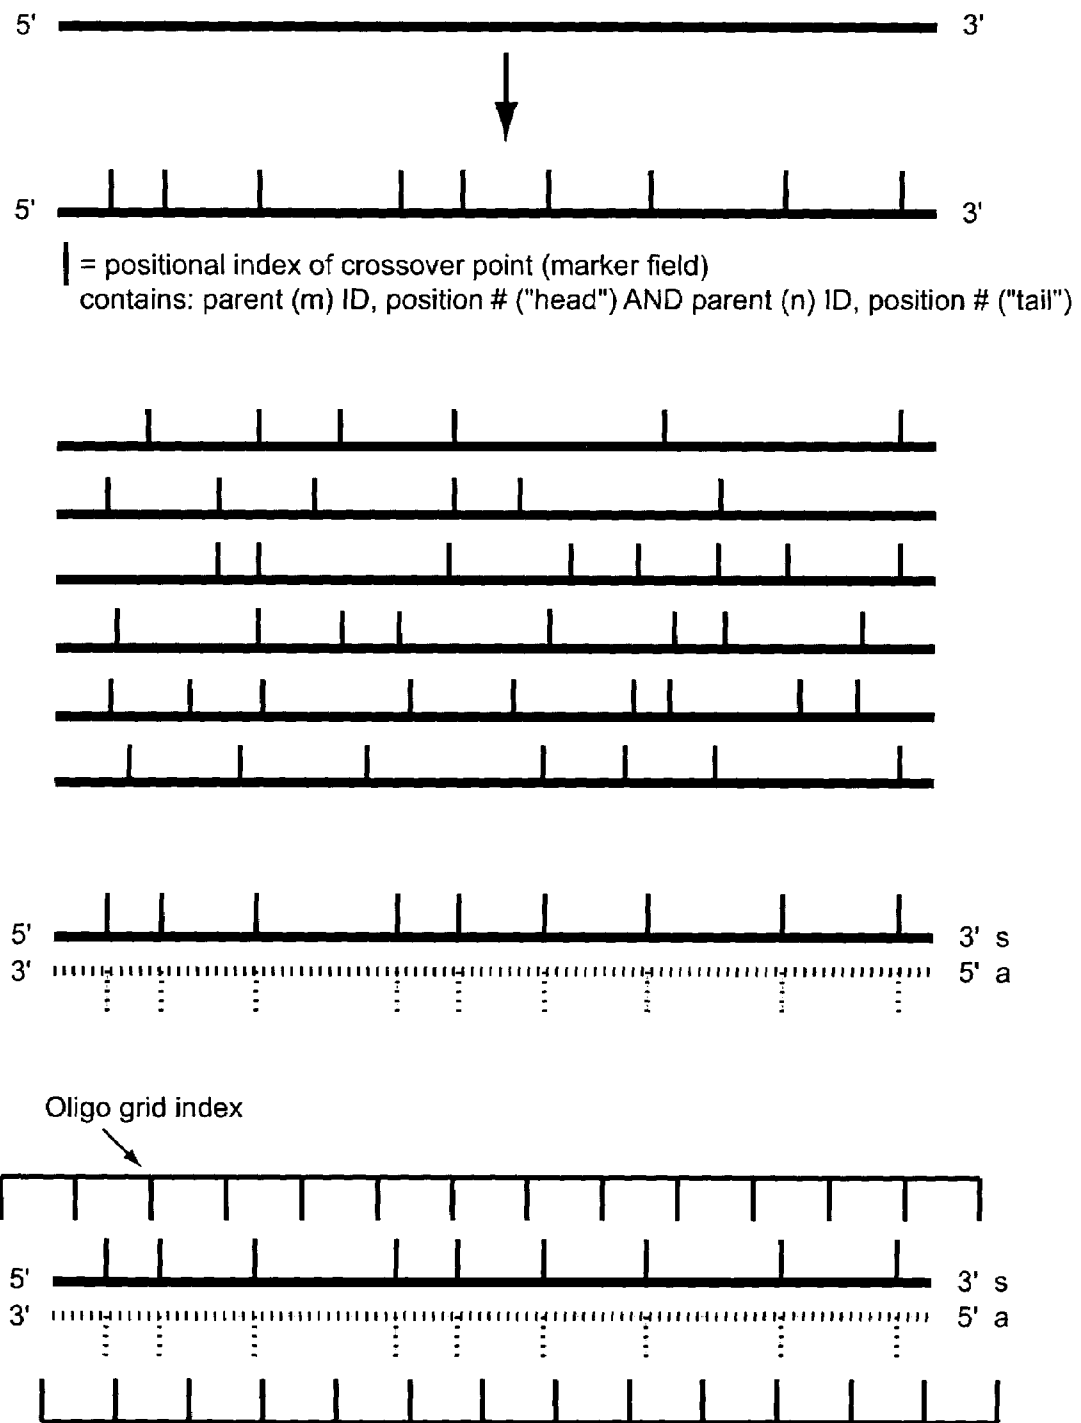 5' 3'
5' 3'
= positional index of crossover point (marker field)
contains: parent (m) ID, position # ("head") AND parent (n) ID, position # ("tail")
5' 3' s
3' 5' a
Oligo grid index
5' 3' s
3' 5' a